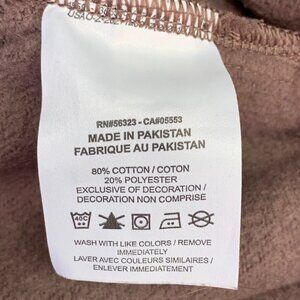 RN#56323 - CA#05553
MADE IN PAKISTAN
FABRIQUE AU PAKISTAN
80% COTTON / COTON
20% POLYESTER
EXCLUSIVE OF DECORATION /
DECORATION NON COMPRISE
40C
WASH WITH LIKE COLORS / REMOVE
IMMEDIATELY
LAVER AVEC COULEURS SIMILAIRES /
ENLEVER IMMEDIATEMENT